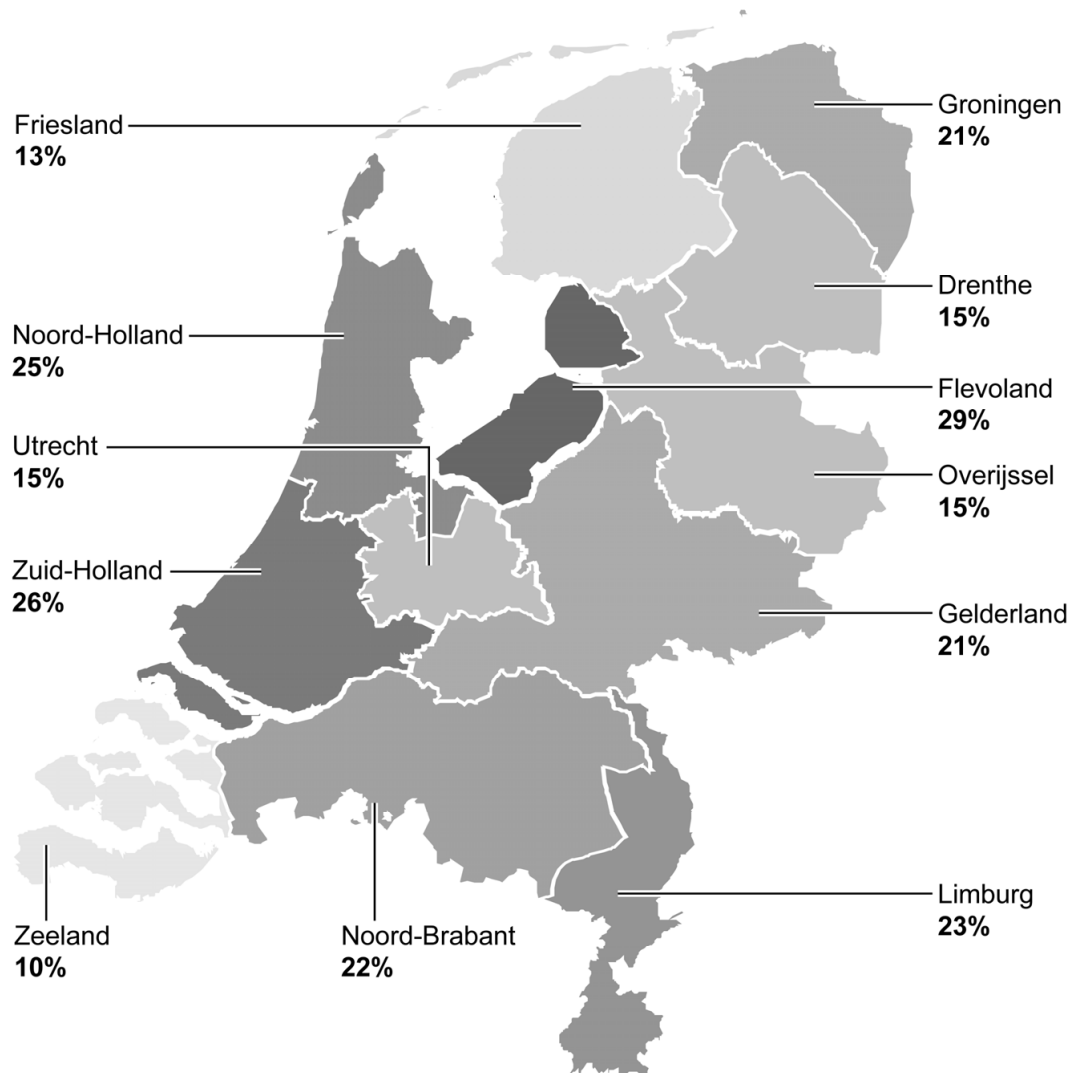 Friesland
13%
Groningen
21%
Drenthe
15%
Noord-Holland
25%
Flevoland
29%
Utrecht
15%
Overijssel
15%
Zuid-Holland
26%
Gelderland
21%
Limburg
23%
Zeeland
10%
Noord-Brabant
22%